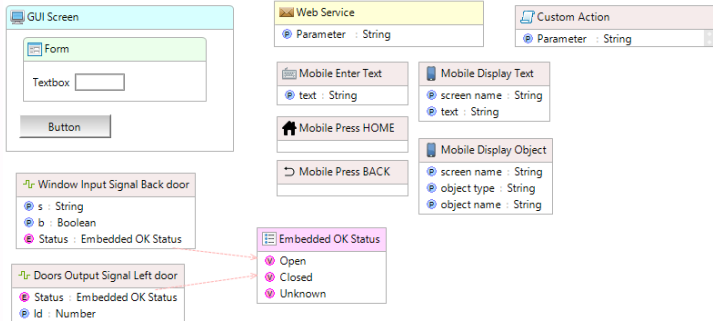 GUI Screen
Form
Textbox
Button
Web Service
Parameter : String
Custom Action
Parameter : String
Mobile Enter Text
text : String
Mobile Display Text
screen name : String
text : String
Mobile Press HOME
Mobile Press BACK
Mobile Display Object
screen name : String
object type : String
object name : String
Window Input Signal Back door
s : String
b : Boolean
Status : Embedded OK Status
Embedded OK Status
Open
Closed
Unknown
Doors Output Signal Left door
Status : Embedded OK Status
Id : Number